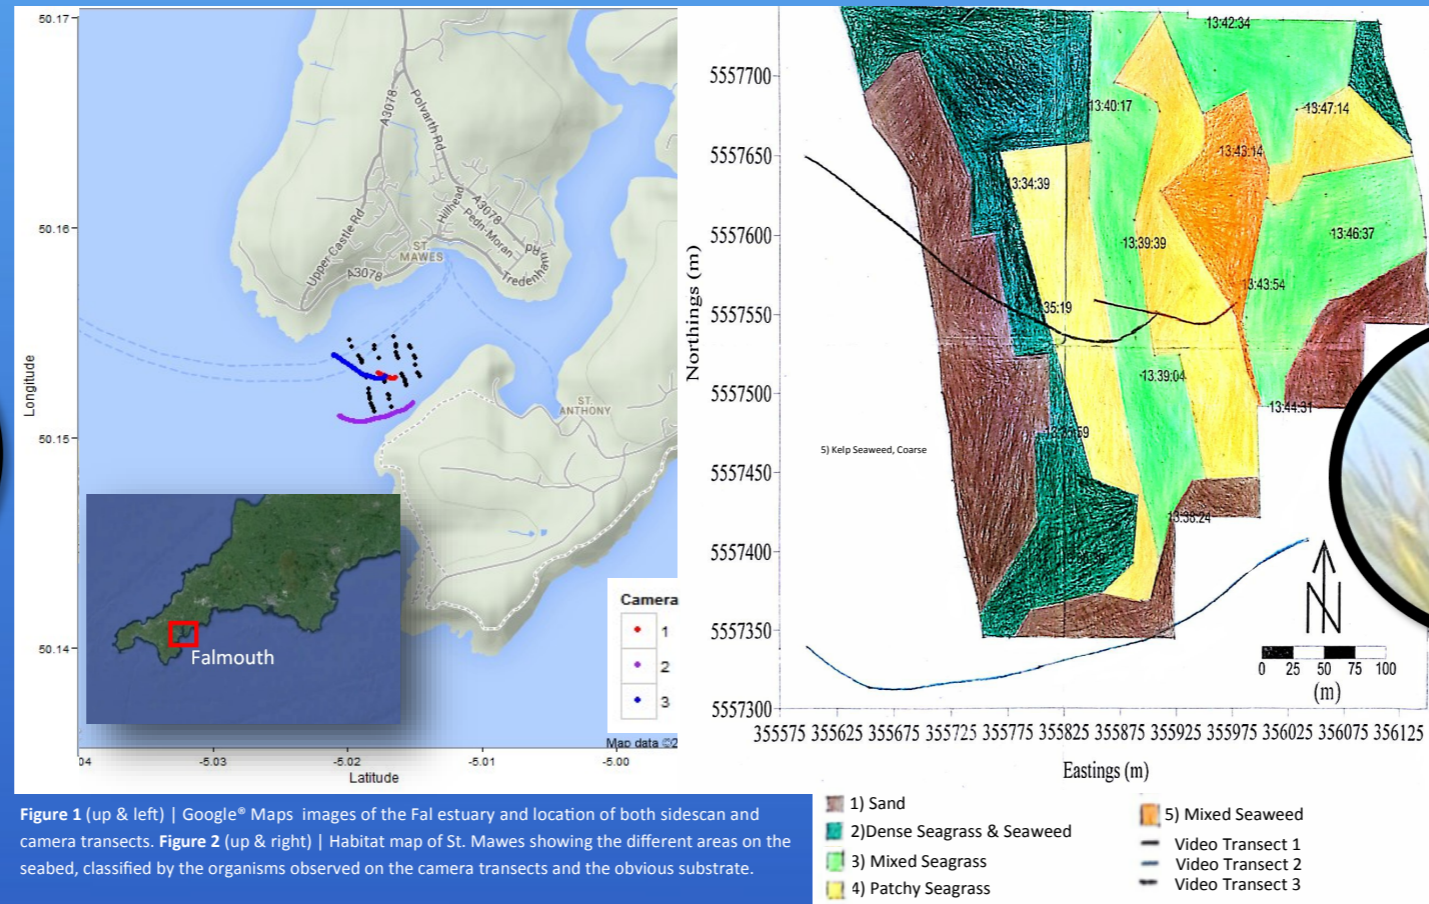 50.17
50.16
50.15
50.14
Longitude
04
-5.03
-5.02
-5.01
-5.00
Latitude
A3078
Polvarth Rd
Upper Castle Rd
Hillhead
A3078
Pedn-Moran
A3078
Tredenham
Rd
ST.
MAWES
ST.
ANTHONY
Falmouth
Camera
1
2
3
Map data ©2
Northings (m)
5557700
5557650
5557600
5557550
5557500
5557450
5557400
5557350
5557300
355575 355625 355675 355725 355775 355825 355875 355925 355975 356025 356075 356125
Eastings (m)
13:42:34
13:40:17
13:47:14
13:43:14
13:34:39
13:39:39
13:46:37
13:43:54
35:19
13:39:04
13:44:31
59
13:38:24
5) Kelp Seaweed, Coarse
N
0 25 50 75 100
(m)
1) Sand
2)Dense Seagrass & Seaweed
3) Mixed Seagrass
4) Patchy Seagrass
5) Mixed Seaweed
Video Transect 1
Video Transect 2
Video Transect 3
Figure 1 (up & left) | Google® Maps images of the Fal estuary and location of both sidescan and
camera transects. Figure 2 (up & right) | Habitat map of St. Mawes showing the different areas on the
seabed, classified by the organisms observed on the camera transects and the obvious substrate.